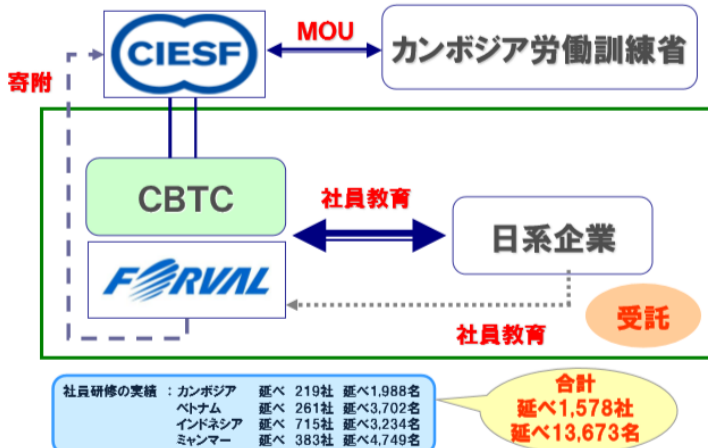 CIESF
MOU
カンボジア労働訓練省
寄附
CBTC
社員教育
日系企業
FORVAL
社員教育
受託
社員研修の実績 : カンボジア 延べ 219社 延べ1,988名
ベトナム 延べ 261社 延べ3,702名
インドネシア 延べ 715社 延べ3,234名
ミャンマー 延べ 383社 延べ4,749名
合計
延べ1,578社
延べ13,673名